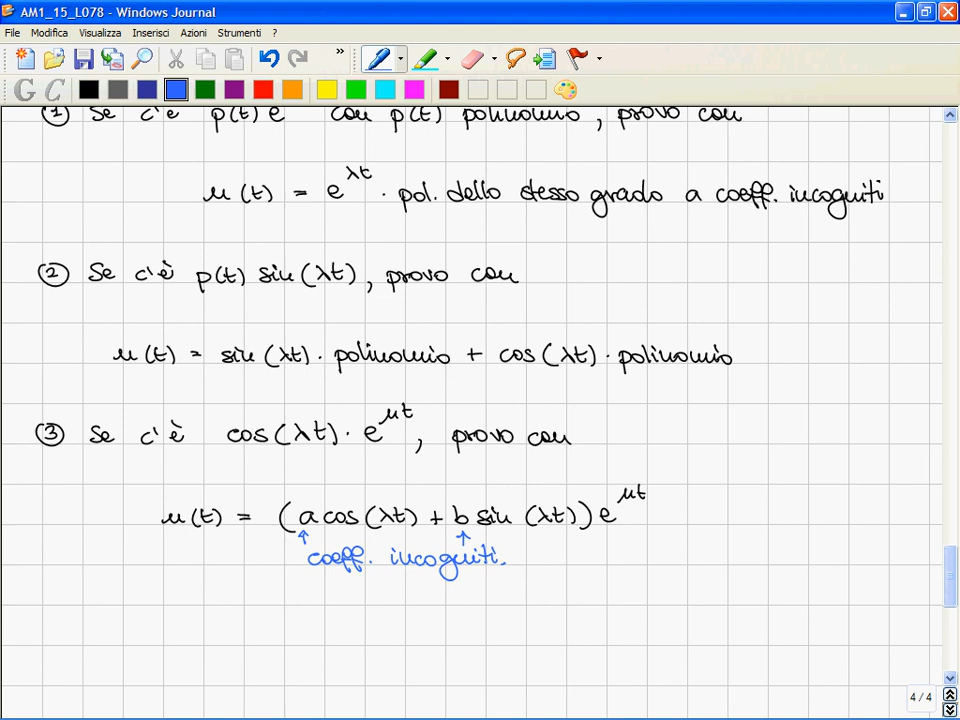 AM1_15_L078 - Windows Journal
File Modifica Visualizza Inserisci Azioni Strumenti ?
① Se c'è p(t) e con p(t) polinomio, provo con
u(t) = e^λt · pol. dello stesso grado a coeff. incogniti
② Se c'è p(t) sin(λt), provo con
u(t) = sin(λt) · polinomio + cos(λt) · polinomio
③ Se c'è cos(λt) · e^μt, provo con
u(t) = (a cos(λt) + b sin(λt)) e^μt
↑ ↑
coeff. incogniti.
4 / 4